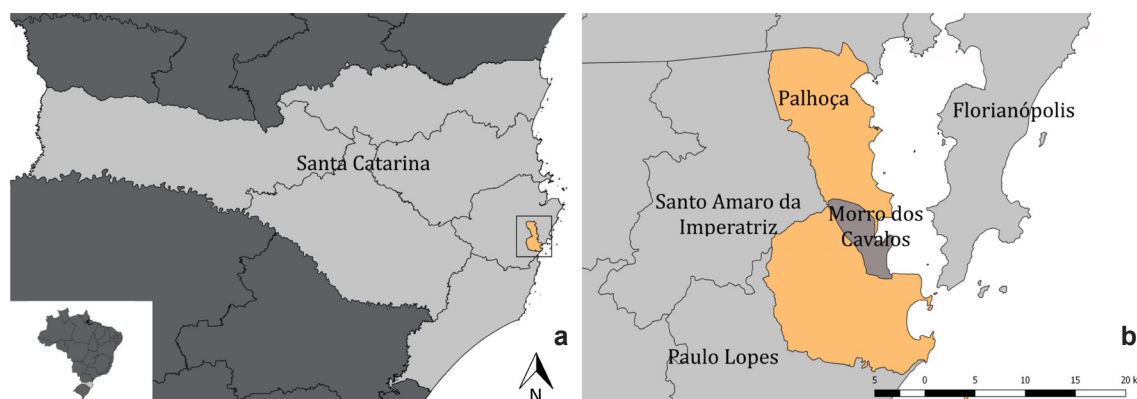 Santa Catarina
a
N
Palhoça
Florianópolis
Santo Amaro da
Imperatriz
Morro dos
Cavalos
Paulo Lopes
b
5 0 5 10 15 20 k